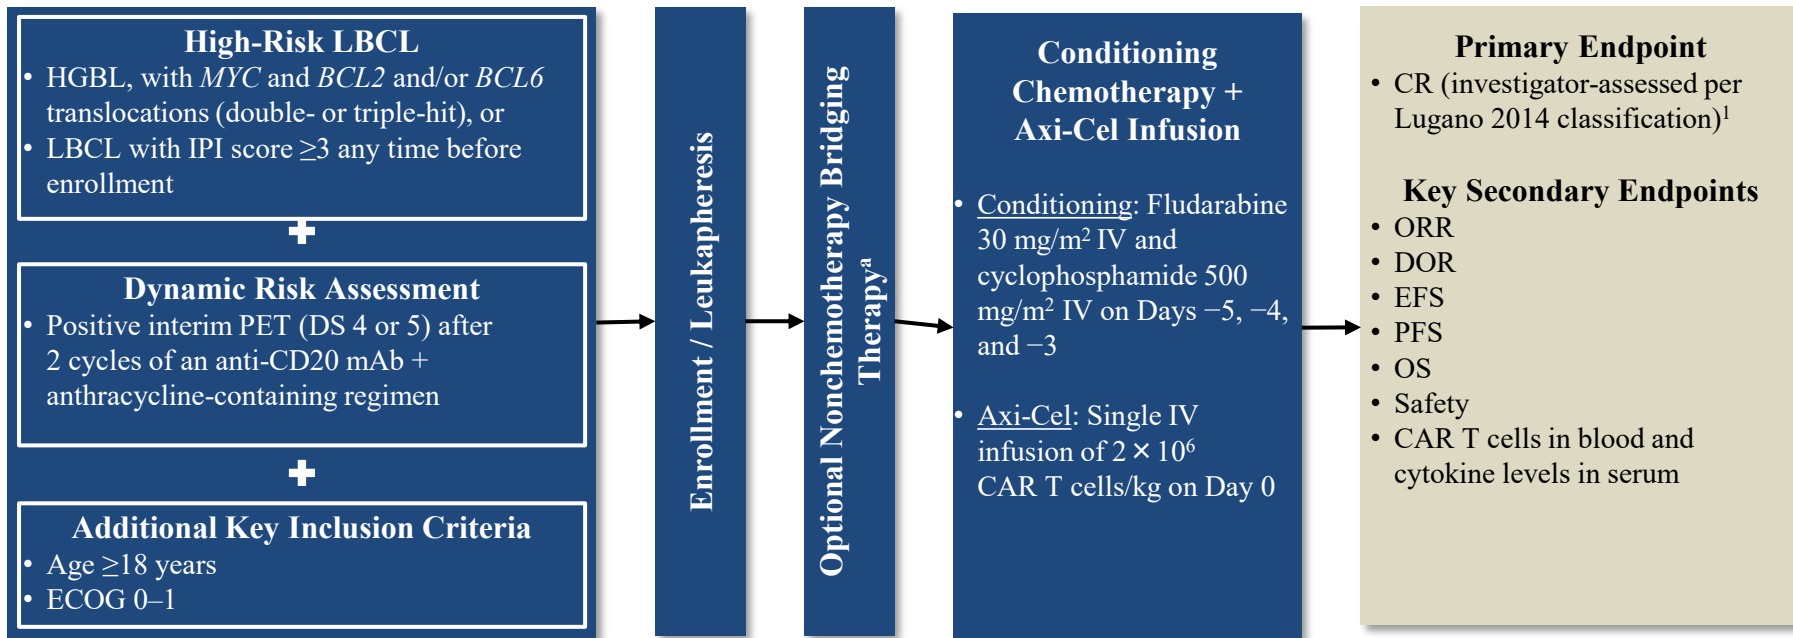 High-Risk LBCL
• HGBL, with MYC and BCL2 and/or BCL6
translocations (double- or triple-hit), or
• LBCL with IPI score ≥3 any time before
enrollment
+
Dynamic Risk Assessment
• Positive interim PET (DS 4 or 5) after
2 cycles of an anti-CD20 mAb +
anthracycline-containing regimen
+
Additional Key Inclusion Criteria
• Age ≥18 years
• ECOG 0–1
Enrollment / Leukapheresis
Optional Nonchemotherapy Bridging
Therapyᵃ
Conditioning
Chemotherapy +
Axi-Cel Infusion
• Conditioning: Fludarabine
30 mg/m² IV and
cyclophosphamide 500
mg/m² IV on Days −5, −4,
and −3
• Axi-Cel: Single IV
infusion of 2 × 10⁶
CAR T cells/kg on Day 0
Primary Endpoint
• CR (investigator-assessed per
Lugano 2014 classification)¹
Key Secondary Endpoints
• ORR
• DOR
• EFS
• PFS
• OS
• Safety
• CAR T cells in blood and
cytokine levels in serum